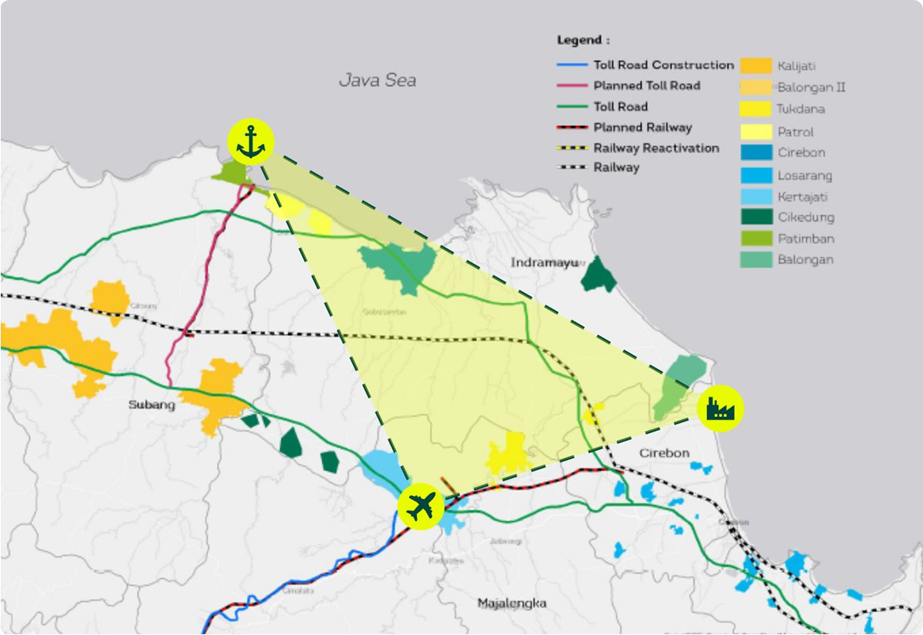 Java Sea
Legend :
Toll Road Construction
Planned Toll Road
Toll Road
Planned Railway
Railway Reactivation
Railway
Kalijati
Balongan II
Tukdana
Patrol
Cirebon
Losarang
Kertajati
Cikedung
Patimban
Balongan
Indramayu
Subang
Cirebon
Majalengka